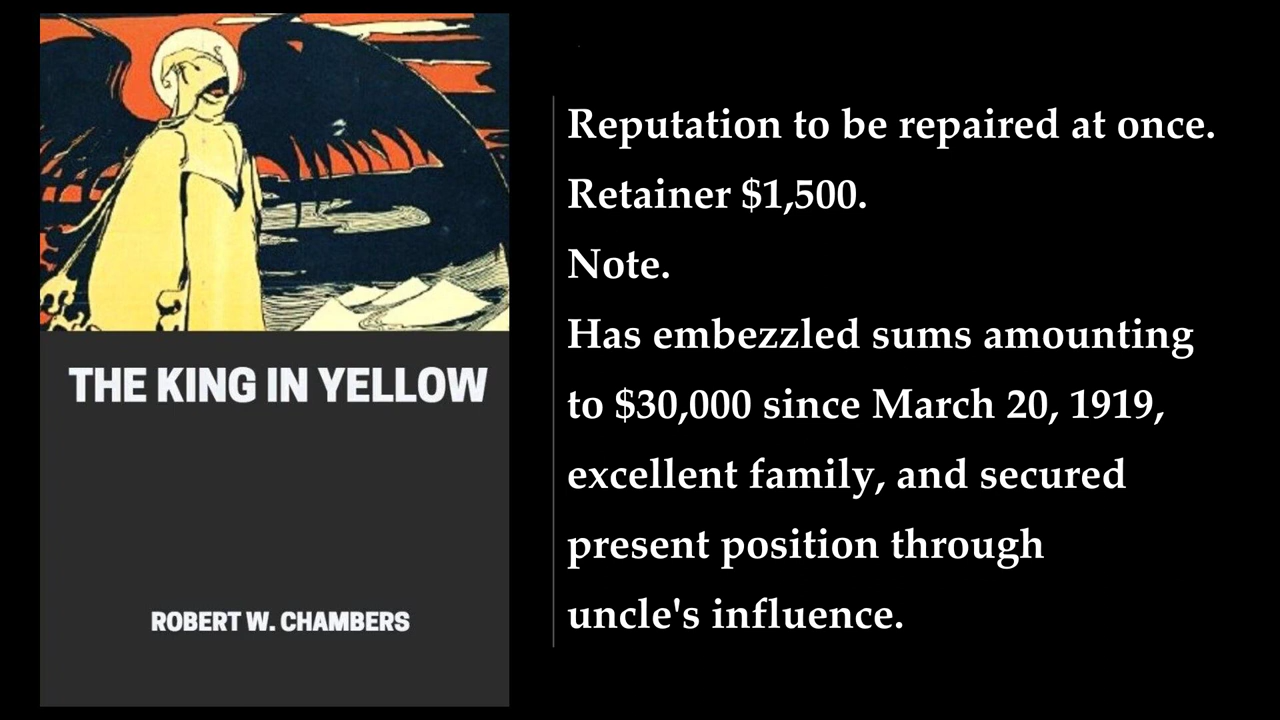 THE KING IN YELLOW
ROBERT W. CHAMBERS
Reputation to be repaired at once.
Retainer $1,500.
Note.
Has embezzled sums amounting
to $30,000 since March 20, 1919,
excellent family, and secured
present position through
uncle's influence.